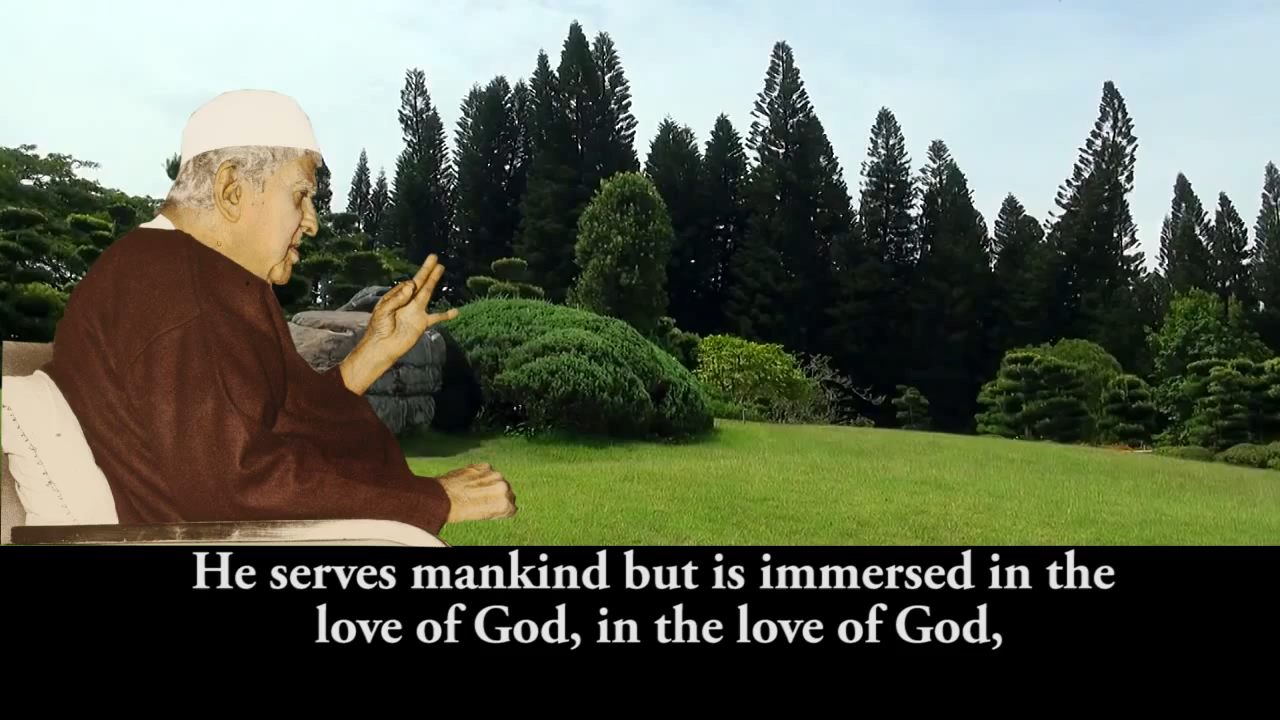 He serves mankind but is immersed in the
love of God, in the love of God,